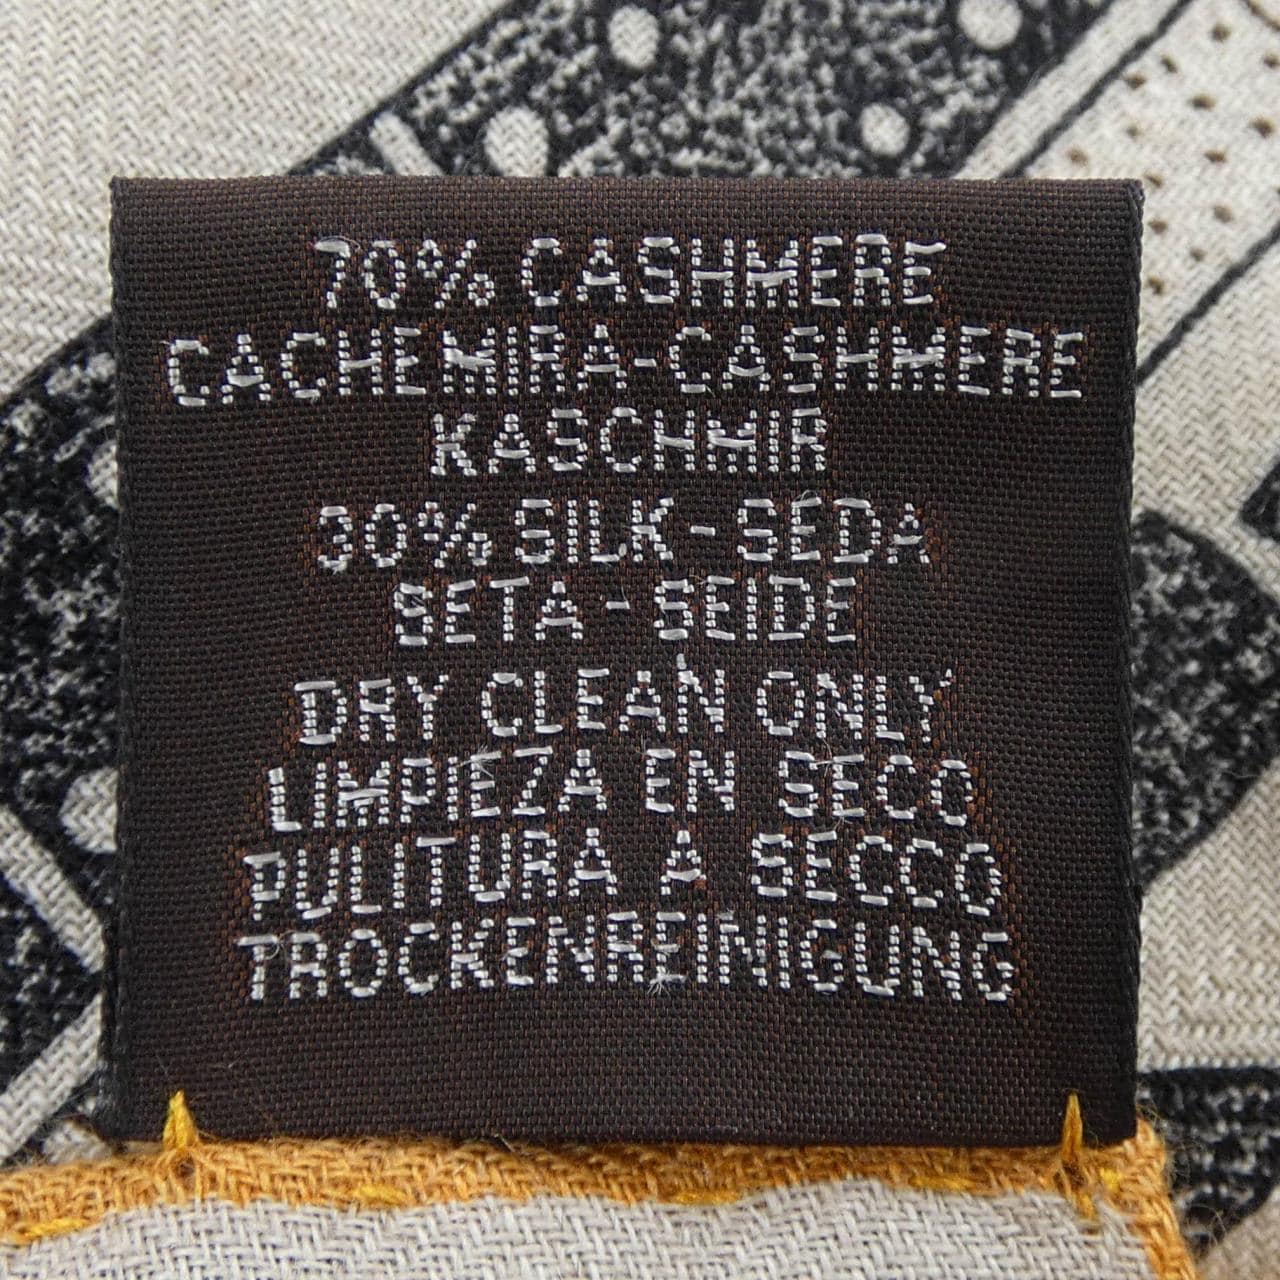 70% CASHMERE
CACHEMIRA-CASHMERE
KASCHMIR
30% SILK - SEDA
SETA - SEIDE
DRY CLEAN ONLY
LIMPIEZA EN SECO
PULITURA A SECCO
TROCKENREINIGUNG